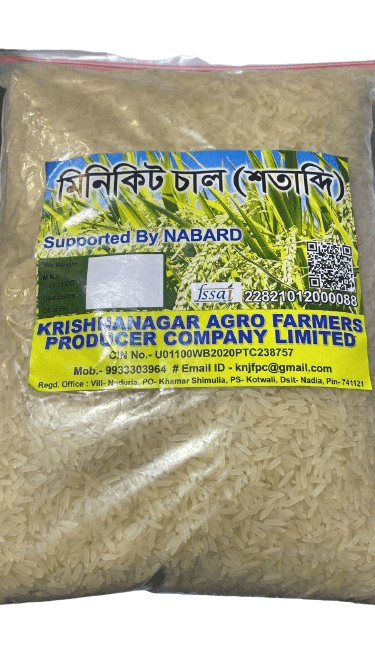 মিনিকিট চাল (শতাব্দি)
Supported By NABARD
fssai 22821012000088
KRISHNANAGAR AGRO FARMERS
PRODUCER COMPANY LIMITED
CIN No.- U01100WB2020PTC238757
Mob.- 9933303964 # Email ID - knjfpc@gmail.com
Regd. Office : Vill- Naduria, PO- Khamar Shimulia, PS- Kotwali, Dsit- Nadia, Pin- 741121